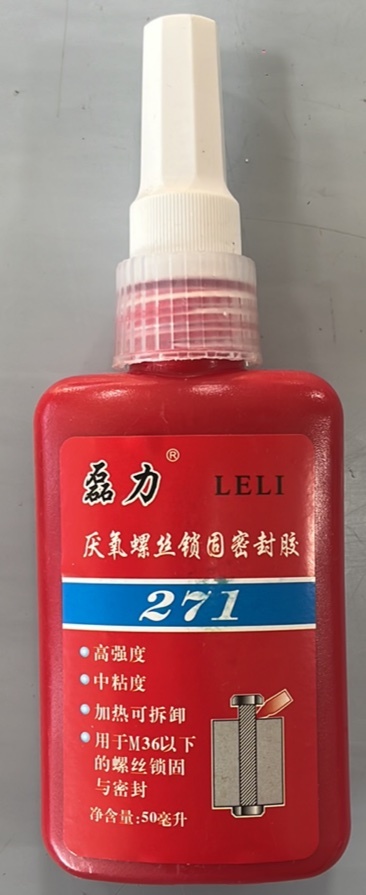 磊力® LELI
厌氧螺丝锁固密封胶
271
高强度
中粘度
加热可拆卸
用于M36以下
的螺丝锁固
与密封
净含量:50毫升